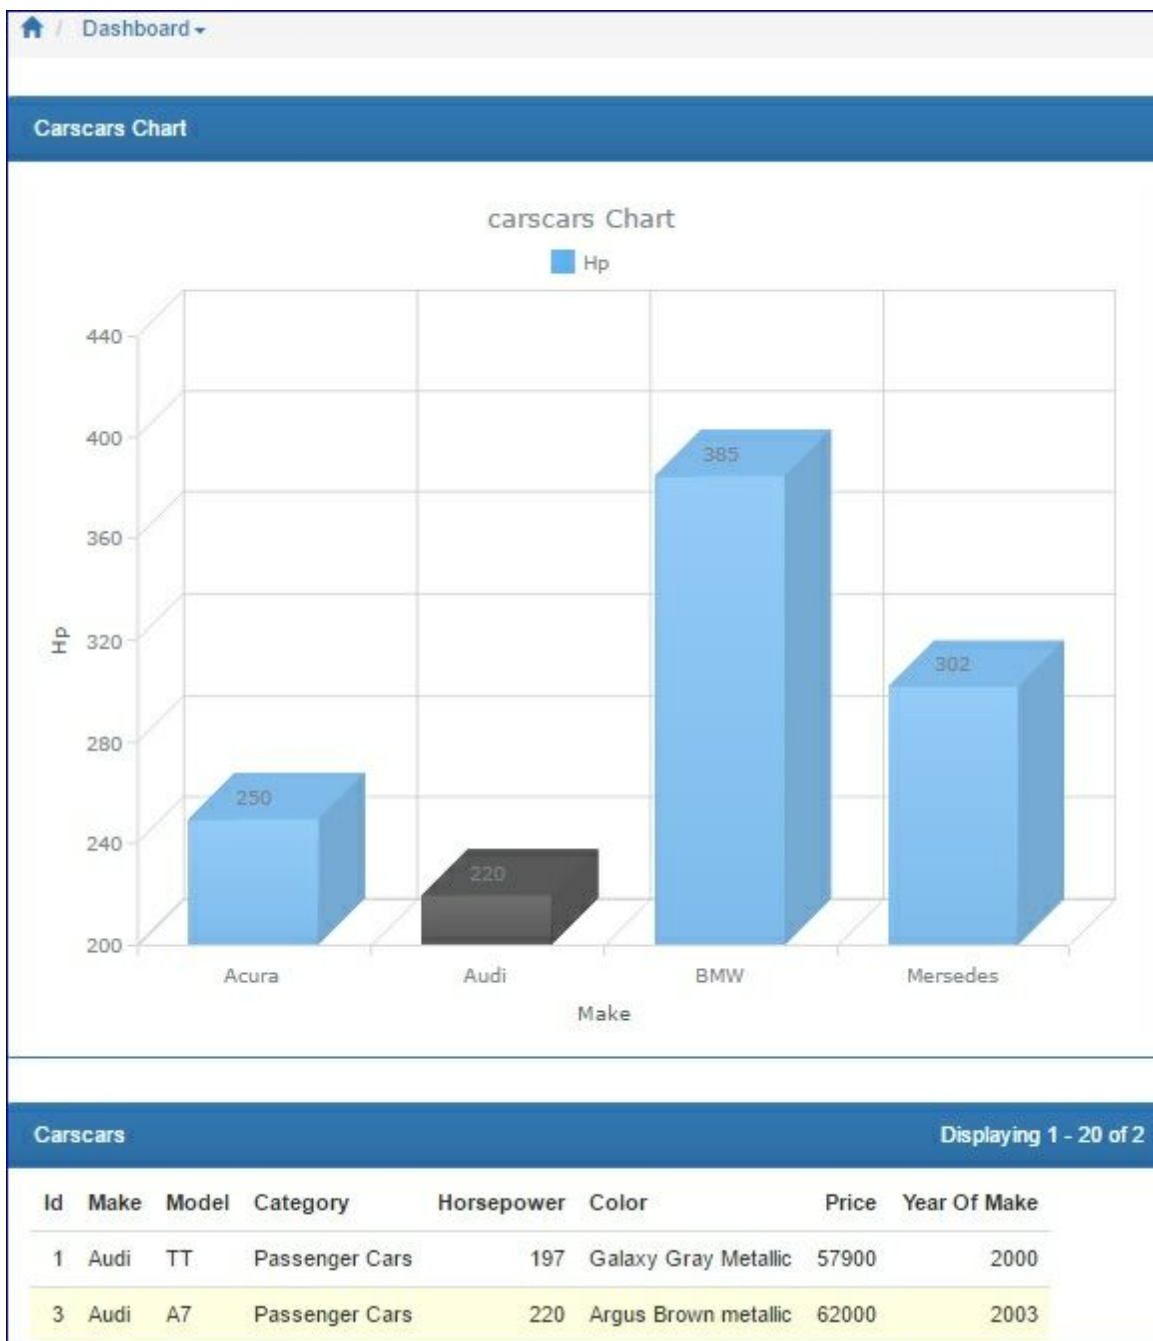 / Dashboard
Carscars Chart
carscars Chart
Hp
440
400
360
320
280
240
200
Hp
385
302
250
220
Acura Audi BMW Mersedes
Make
Carscars Displaying 1 - 20 of 2
Id Make Model Category Horsepower Color Price Year Of Make
1 Audi TT Passenger Cars 197 Galaxy Gray Metallic 57900 2000
3 Audi A7 Passenger Cars 220 Argus Brown metallic 62000 2003